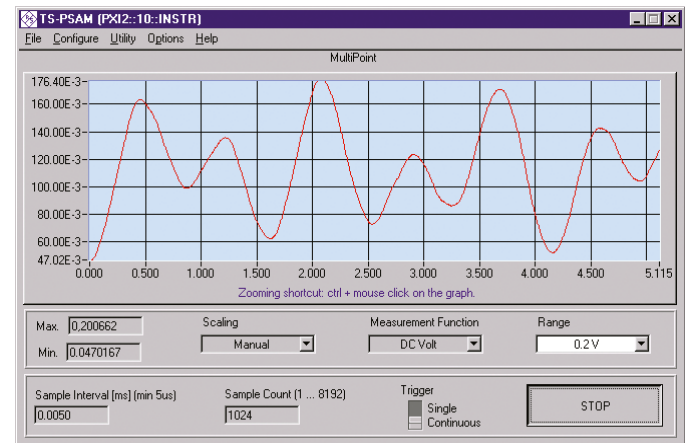 TS-PSAM (PXI2::10::INSTR)
File Configure Utility Options Help
MultiPoint
176.40E-3
160.00E-3
140.00E-3
120.00E-3
100.00E-3
80.00E-3
60.00E-3
47.02E-3
0.000 0.500 1.000 1.500 2.000 2.500 3.000 3.500 4.000 4.500 5.115
Zooming shortcut: ctrl + mouse click on the graph.
Max. 0,200662
Min. 0.0470167
Scaling
Manual
Measurement Function
DC Volt
Range
0.2 V
Sample Interval [ms] (min 5us)
0.0050
Sample Count (1 ... 8192)
1024
Trigger
Single
Continuous
STOP